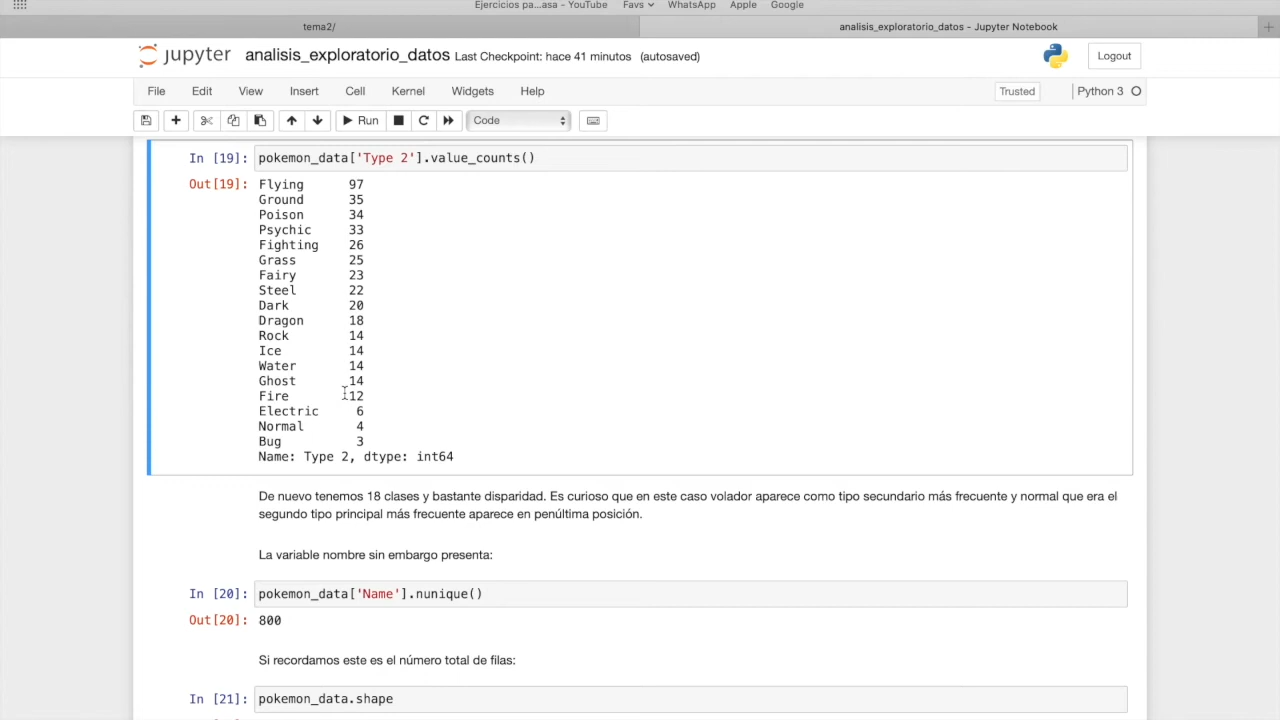 Ejercicios pa...asa - YouTube Favs WhatsApp Apple Google
tema2/ analisis_exploratorio_datos - Jupyter Notebook
jupyter analisis_exploratorio_datos Last Checkpoint: hace 41 minutos (autosaved) Logout
File Edit View Insert Cell Kernel Widgets Help Trusted Python 3
Run Code
In [19]: pokemon_data['Type 2'].value_counts()
Out[19]: Flying 97
Ground 35
Poison 34
Psychic 33
Fighting 26
Grass 25
Fairy 23
Steel 22
Dark 20
Dragon 18
Rock 14
Ice 14
Water 14
Ghost 14
Fire 12
Electric 6
Normal 4
Bug 3
Name: Type 2, dtype: int64
De nuevo tenemos 18 clases y bastante disparidad. Es curioso que en este caso volador aparece como tipo secundario más frecuente y normal que era el
segundo tipo principal más frecuente aparece en penúltima posición.
La variable nombre sin embargo presenta:
In [20]: pokemon_data['Name'].nunique()
Out[20]: 800
Si recordamos este es el número total de filas:
In [21]: pokemon_data.shape